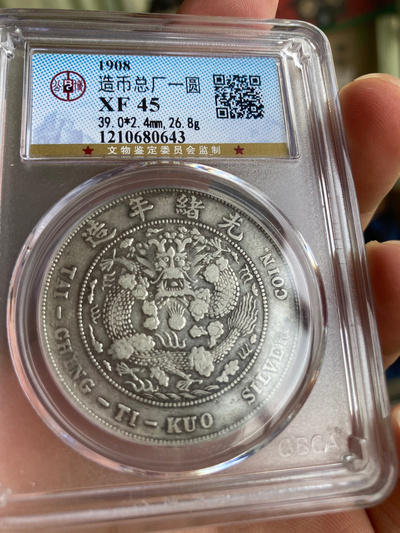 1908
造币总厂一圆
XF 45
39.0*2.4mm,26.8g
1210680643
★ 文物鉴定委员会监制 ★
光緒年造
TAI-CHING-TI-KUO SILVER COIN
GBCA